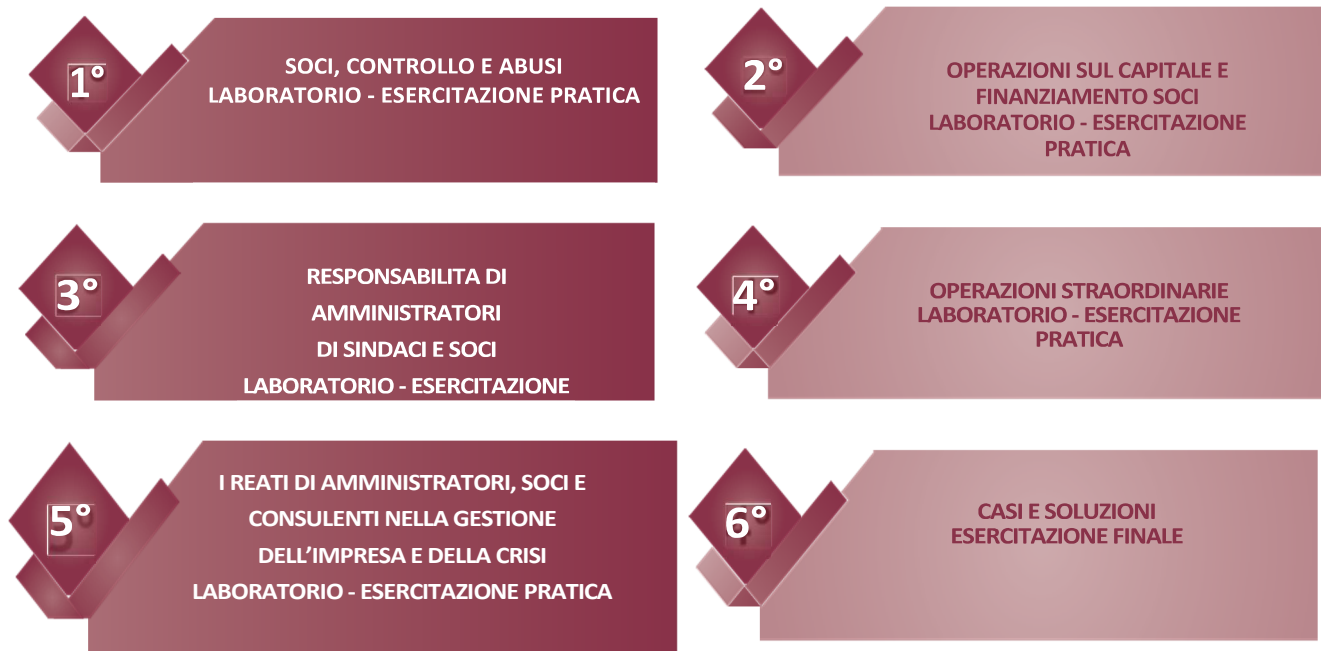 1°
SOCI, CONTROLLO E ABUSI
LABORATORIO - ESERCITAZIONE PRATICA
2°
OPERAZIONI SUL CAPITALE E
FINANZIAMENTO SOCI
LABORATORIO - ESERCITAZIONE
PRATICA
3°
RESPONSABILITA DI
AMMINISTRATORI
DI SINDACI E SOCI
LABORATORIO - ESERCITAZIONE
4°
OPERAZIONI STRAORDINARIE
LABORATORIO - ESERCITAZIONE
PRATICA
5°
I REATI DI AMMINISTRATORI, SOCI E
CONSULENTI NELLA GESTIONE
DELL’IMPRESA E DELLA CRISI
LABORATORIO - ESERCITAZIONE PRATICA
6°
CASI E SOLUZIONI
ESERCITAZIONE FINALE